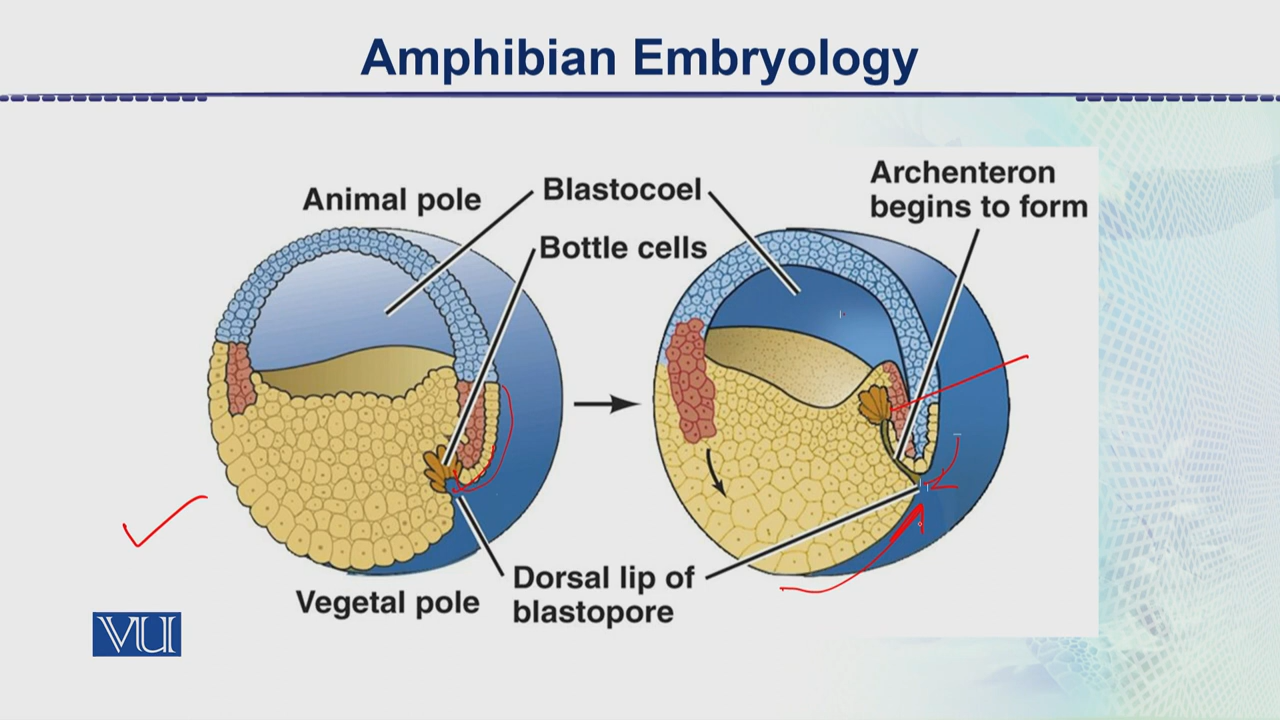 Amphibian Embryology
Animal pole
Blastocoel
Bottle cells
Archenteron
begins to form
Vegetal pole
Dorsal lip of
blastopore
VU